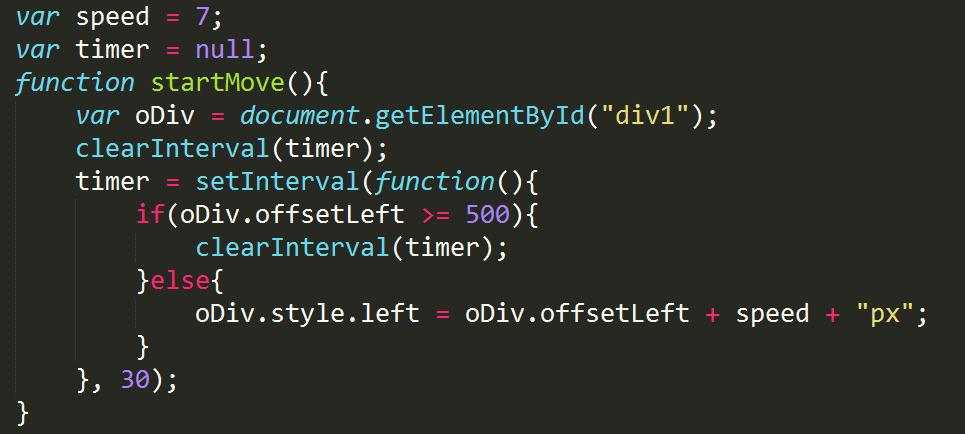 var speed = 7;
var timer = null;
function startMove(){
    var oDiv = document.getElementById("div1");
    clearInterval(timer);
    timer = setInterval(function(){
        if(oDiv.offsetLeft >= 500){
            clearInterval(timer);
        }else{
            oDiv.style.left = oDiv.offsetLeft + speed + "px";
        }
    }, 30);
}